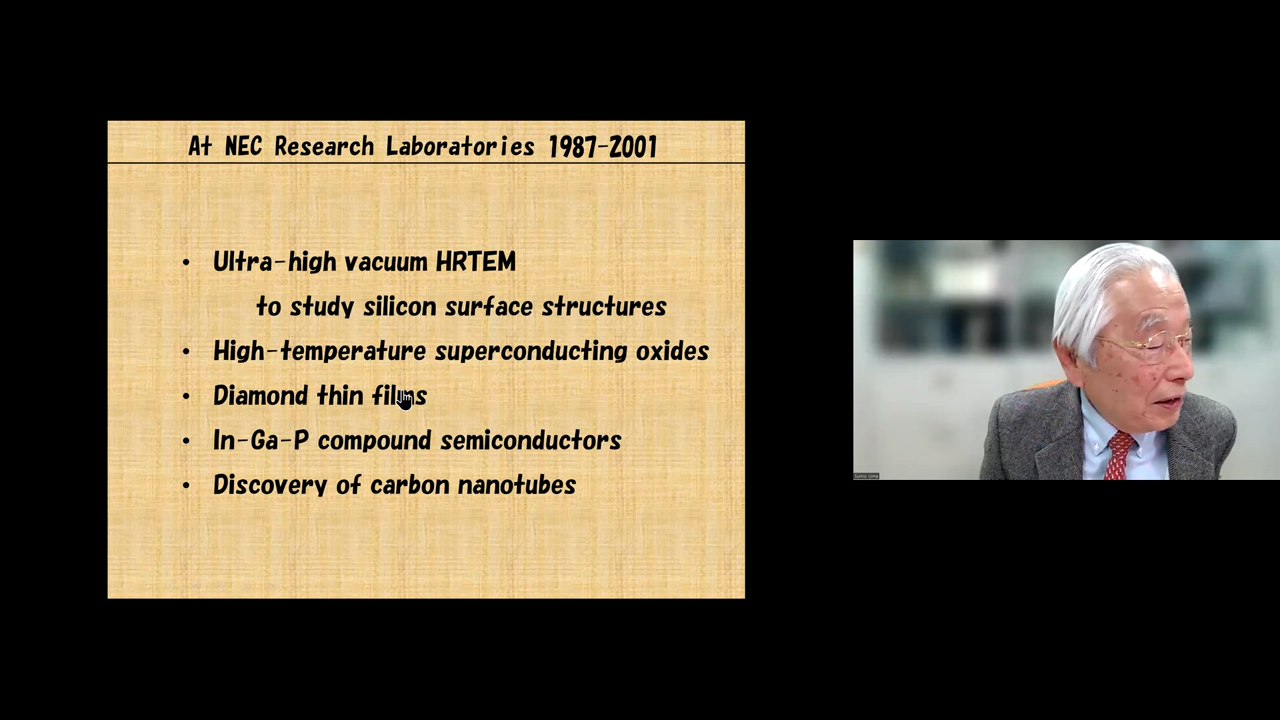 At NEC Research Laboratories 1987-2001
• Ultra-high vacuum HRTEM
to study silicon surface structures
• High-temperature superconducting oxides
• Diamond thin films
• In-Ga-P compound semiconductors
• Discovery of carbon nanotubes